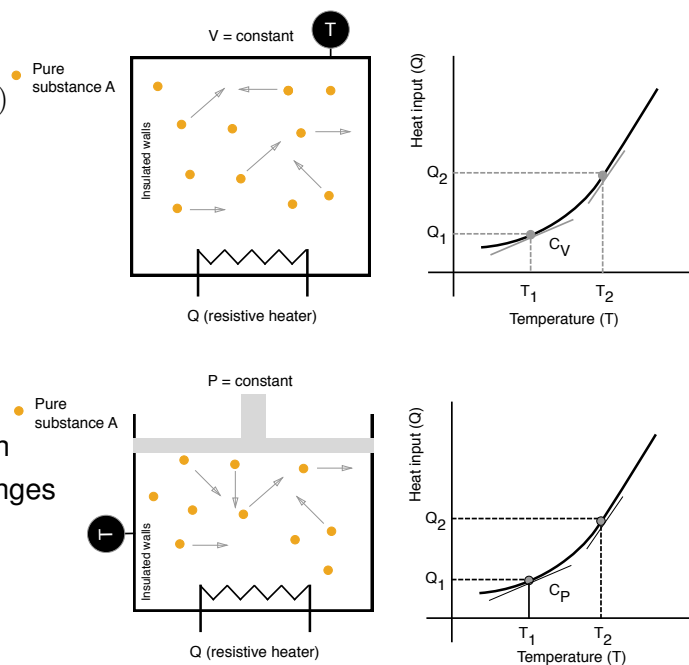 V = constant
T
Pure
substance A
)
Insulated walls
Q (resistive heater)
Heat input (Q)
Q2
Q1
CV
T1
T2
Temperature (T)
P = constant
Pure
substance A
n
nges
T
Insulated walls
Q (resistive heater)
Heat input (Q)
Q2
Q1
CP
T1
T2
Temperature (T)